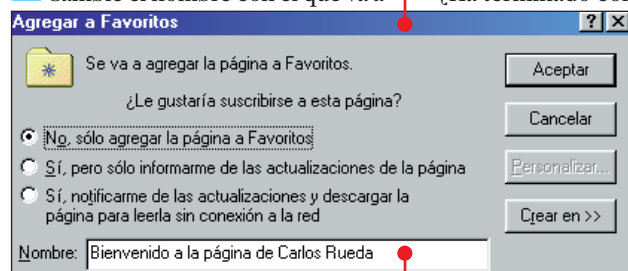 Agregar a Favoritos
Se va a agregar la página a Favoritos.
¿Le gustaría suscribirse a esta página?
No, sólo agregar la página a Favoritos
Sí, pero sólo informarme de las actualizaciones de la página
Sí, notificarme de las actualizaciones y descargar la
página para leerla sin conexión a la red
Nombre: Bienvenido a la página de Carlos Rueda
Aceptar
Cancelar
Personalizar...
Crear en >>